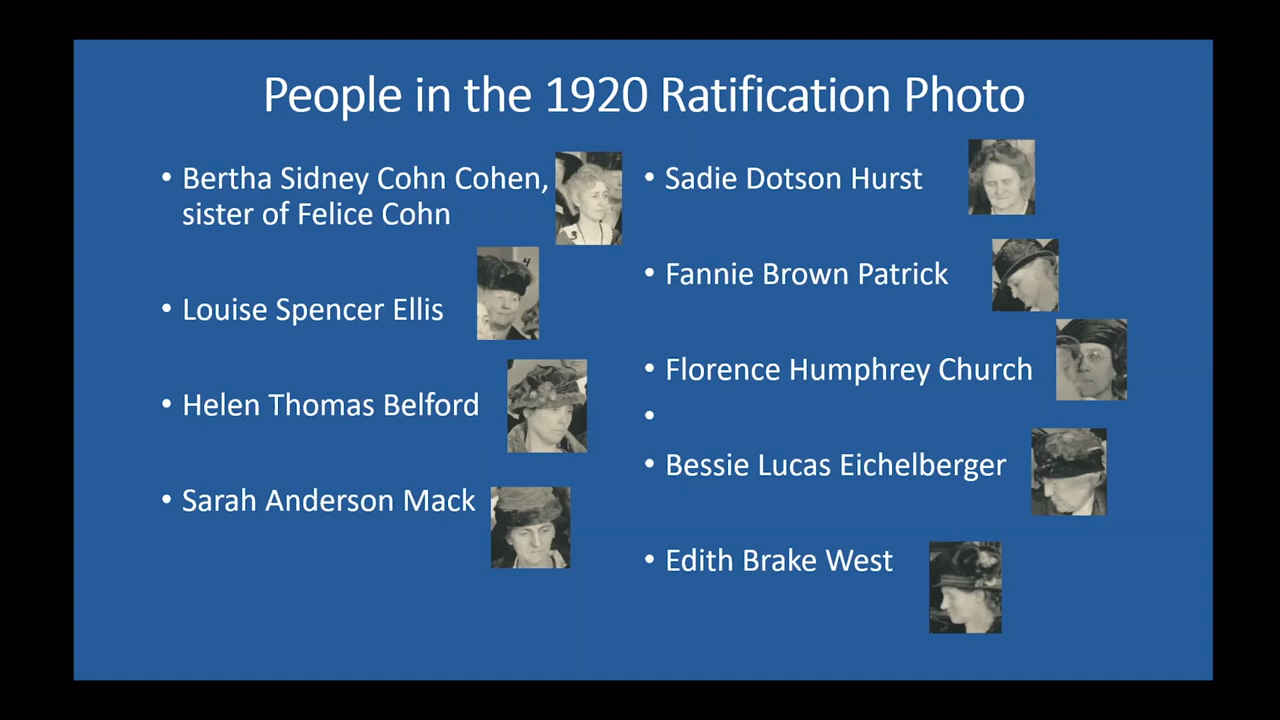 People in the 1920 Ratification Photo
• Bertha Sidney Cohn Cohen,
sister of Felice Cohn
3
4
• Louise Spencer Ellis
• Helen Thomas Belford
• Sarah Anderson Mack
• Sadie Dotson Hurst
• Fannie Brown Patrick
• Florence Humphrey Church
•
• Bessie Lucas Eichelberger
• Edith Brake West